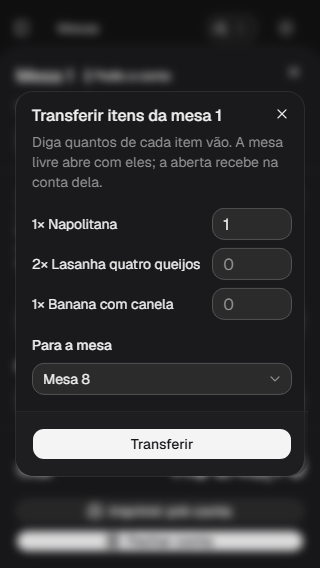 Mesa 1
Transferir itens da mesa 1
Diga quantos de cada item vão. A mesa
livre abre com eles; a aberta recebe na
conta dela.
1× Napolitana 1
2× Lasanha quatro queijos 0
1× Banana com canela 0
Para a mesa
Mesa 8
Transferir